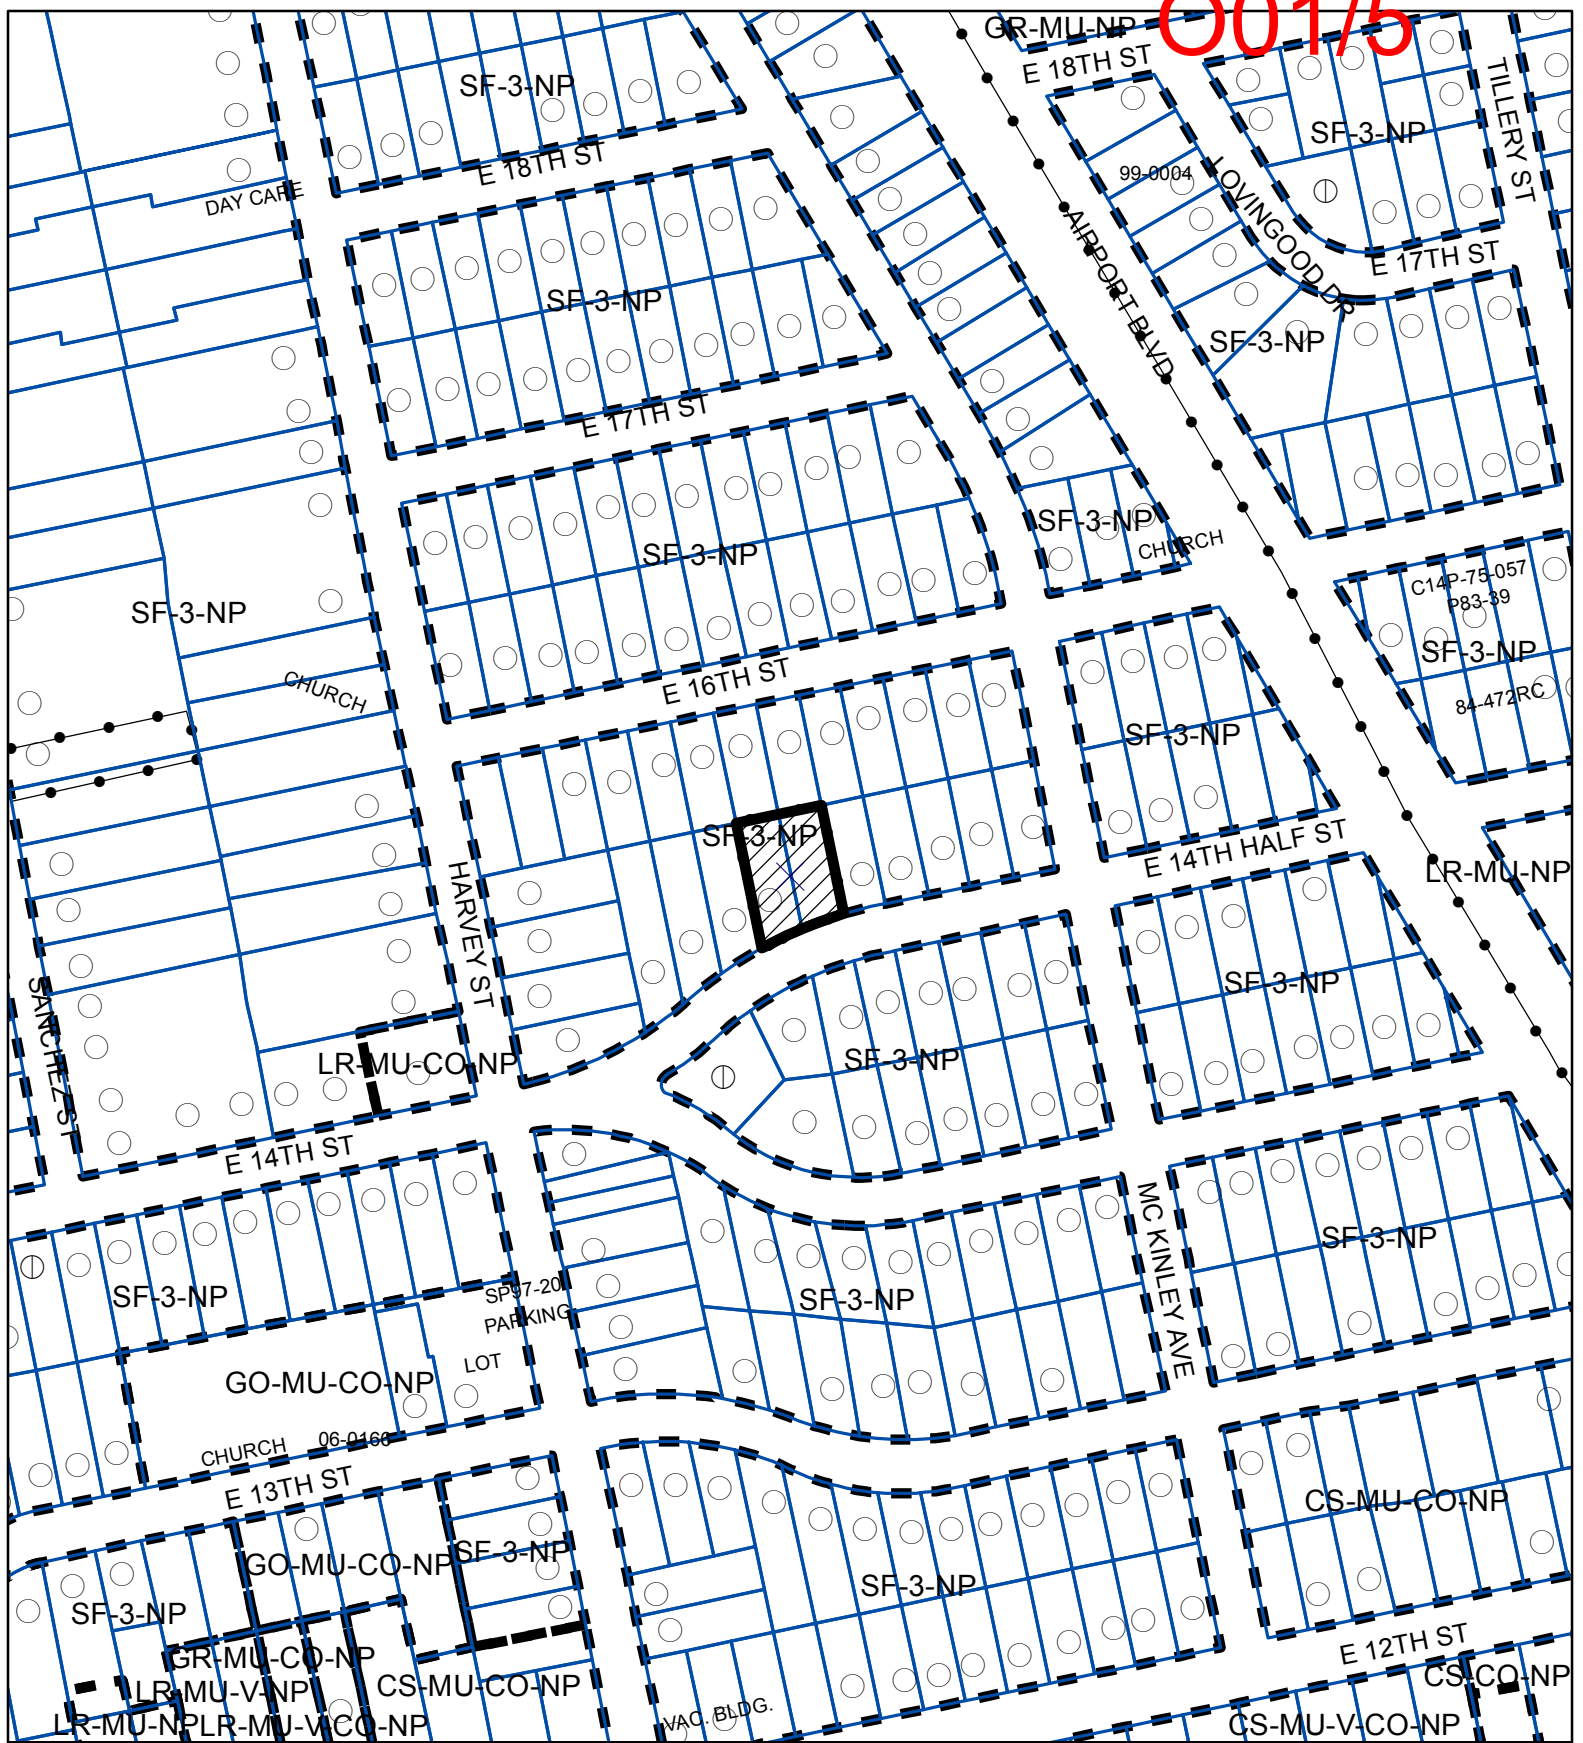 O01/5
GR-MU-NP
E 18TH ST
TILLERY ST
SF-3-NP
SF-3-NP
E 18TH ST
99-0004
LOVINGOOD DR
DAY CARE
AIRPORT BLVD
E 17TH ST
SF-3-NP
SF-3-NP
E 17TH ST
SF-3-NP
CHURCH
SF-3-NP
C14P-75-057
P83-39
SF-3-NP
SF-3-NP
84-472RC
CHURCH
E 16TH ST
SF-3-NP
SF-3-NP
E 14TH HALF ST
LR-MU-NP
HARVEY ST
SF-3-NP
SANCHEZ ST
LR-MU-CO-NP
SF-3-NP
E 14TH ST
MC KINLEY AVE
SF-3-NP
SF-3-NP
SP97-20
PARKING
LOT
SF-3-NP
GO-MU-CO-NP
CHURCH
06-0166
E 13TH ST
CS-MU-CO-NP
GO-MU-CO-NP
SF-3-NP
SF-3-NP
SF-3-NP
E 12TH ST
GR-MU-CO-NP
CS-CO-NP
LR-MU-V-NP
CS-MU-CO-NP
VAC. BLDG.
LR-MU-NP
LR-MU-V-CO-NP
CS-MU-V-CO-NP